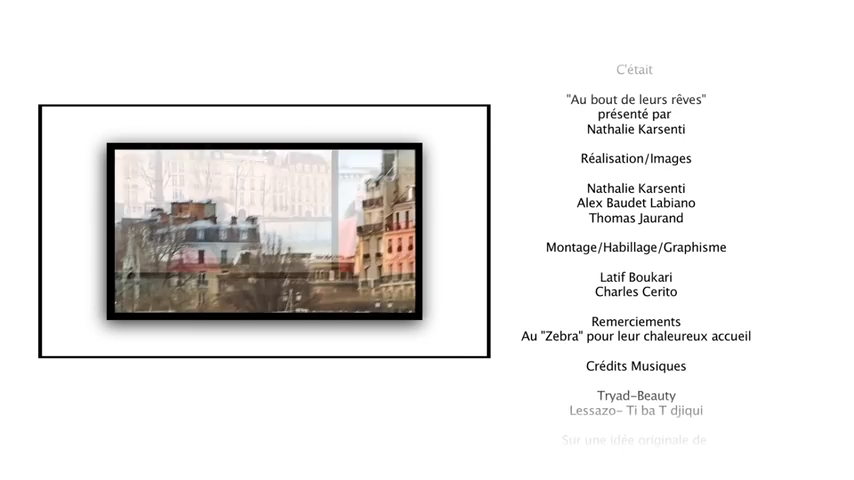 C'était
"Au bout de leurs rêves"
présenté par
Nathalie Karsenti
Réalisation/Images
Nathalie Karsenti
Alex Baudet Labiano
Thomas Jaurand
Montage/Habillage/Graphisme
Latif Boukari
Charles Cerito
Remerciements
Au "Zebra" pour leur chaleureux accueil
Crédits Musiques
Tryad-Beauty
Lessazo- Ti ba T djiqui
Sur une idée originale de